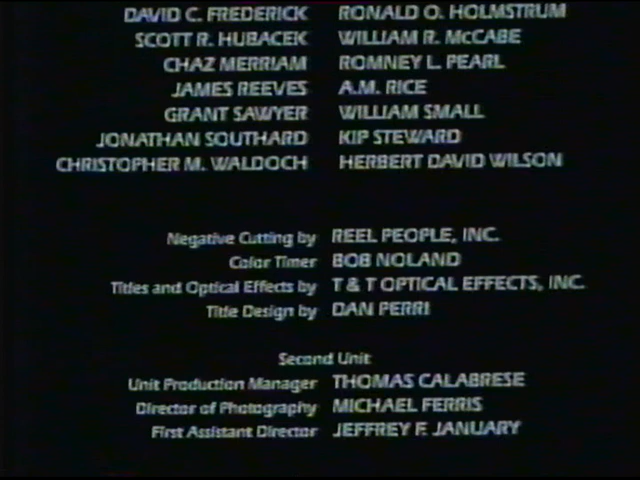 DAVID C. FREDERICK RONALD O. HOLMSTRUM
SCOTT R. HUBACEK WILLIAM R. McCABE
CHAZ MERRIAM ROMNEY L. PEARL
JAMES REEVES A.M. RICE
GRANT SAWYER WILLIAM SMALL
JONATHAN SOUTHARD KIP STEWARD
CHRISTOPHER M. WALDOCH HERBERT DAVID WILSON
Negative Cutting by REEL PEOPLE, INC.
Color Timer BOB NOLAND
Titles and Optical Effects by T & T OPTICAL EFFECTS, INC.
Title Design by DAN PERRI
Second Unit
Unit Production Manager THOMAS CALABRESE
Director of Photography MICHAEL FERRIS
First Assistant Director JEFFREY F. JANUARY